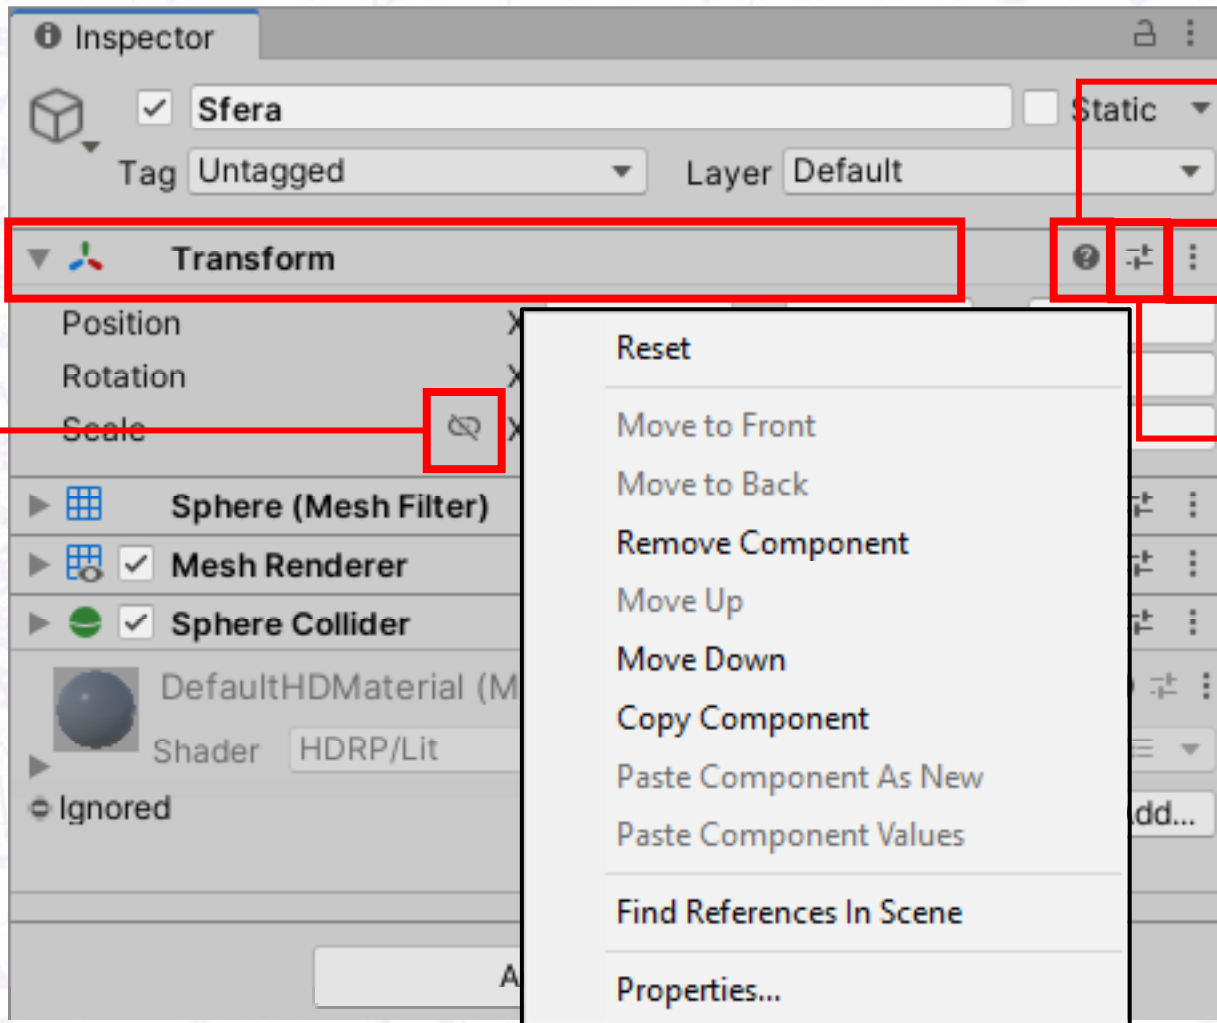 Inspector
Sfera
Static
Tag Untagged Layer Default
Transform
Position X
Rotation X
Scale X
Sphere (Mesh Filter)
Mesh Renderer
Sphere Collider
DefaultHDMaterial (M
Shader HDRP/Lit
Ignored
dd...
A
Reset
Move to Front
Move to Back
Remove Component
Move Up
Move Down
Copy Component
Paste Component As New
Paste Component Values
Find References In Scene
Properties...